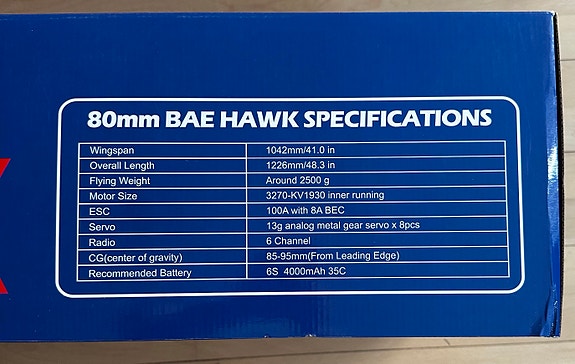 80mm BAE HAWK SPECIFICATIONS
Wingspan 1042mm/41.0 in
Overall Length 1226mm/48.3 in
Flying Weight Around 2500 g
Motor Size 3270-KV1930 inner running
ESC 100A with 8A BEC
Servo 13g analog metal gear servo x 8pcs
Radio 6 Channel
CG(center of gravity) 85-95mm(From Leading Edge)
Recommended Battery 6S 4000mAh 35C